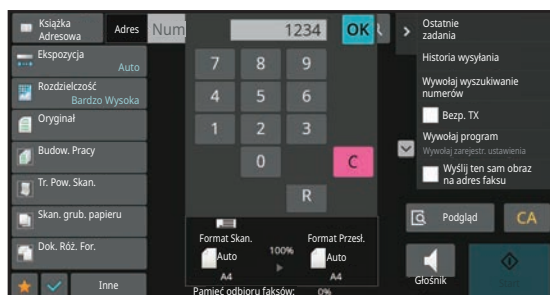 Książka
Adresowa
Adres
Num
1234
OK
Ostatnie
zadania
Ekspozycja
Auto
Historia wysyłania
7 8 9
Rozdzielczość
Bardzo Wysoka
Wywołaj wyszukiwanie
numerów
4 5 6
Bezp. TX
Oryginał
1 2 3
Wywołaj program
Wywołaj zarejestr. ustawienia
Budow. Pracy
0 C
Wyślij ten sam obraz
na adres faksu
Tr. Pow. Skan.
R
Skan. grub. papieru
Podgląd
CA
Format Skan.
100%
Format Przesł.
Auto
Auto
Dok. Róż. For.
A4
A4
Głośnik
Start
Inne
Pamięć odbioru faksów: 0%